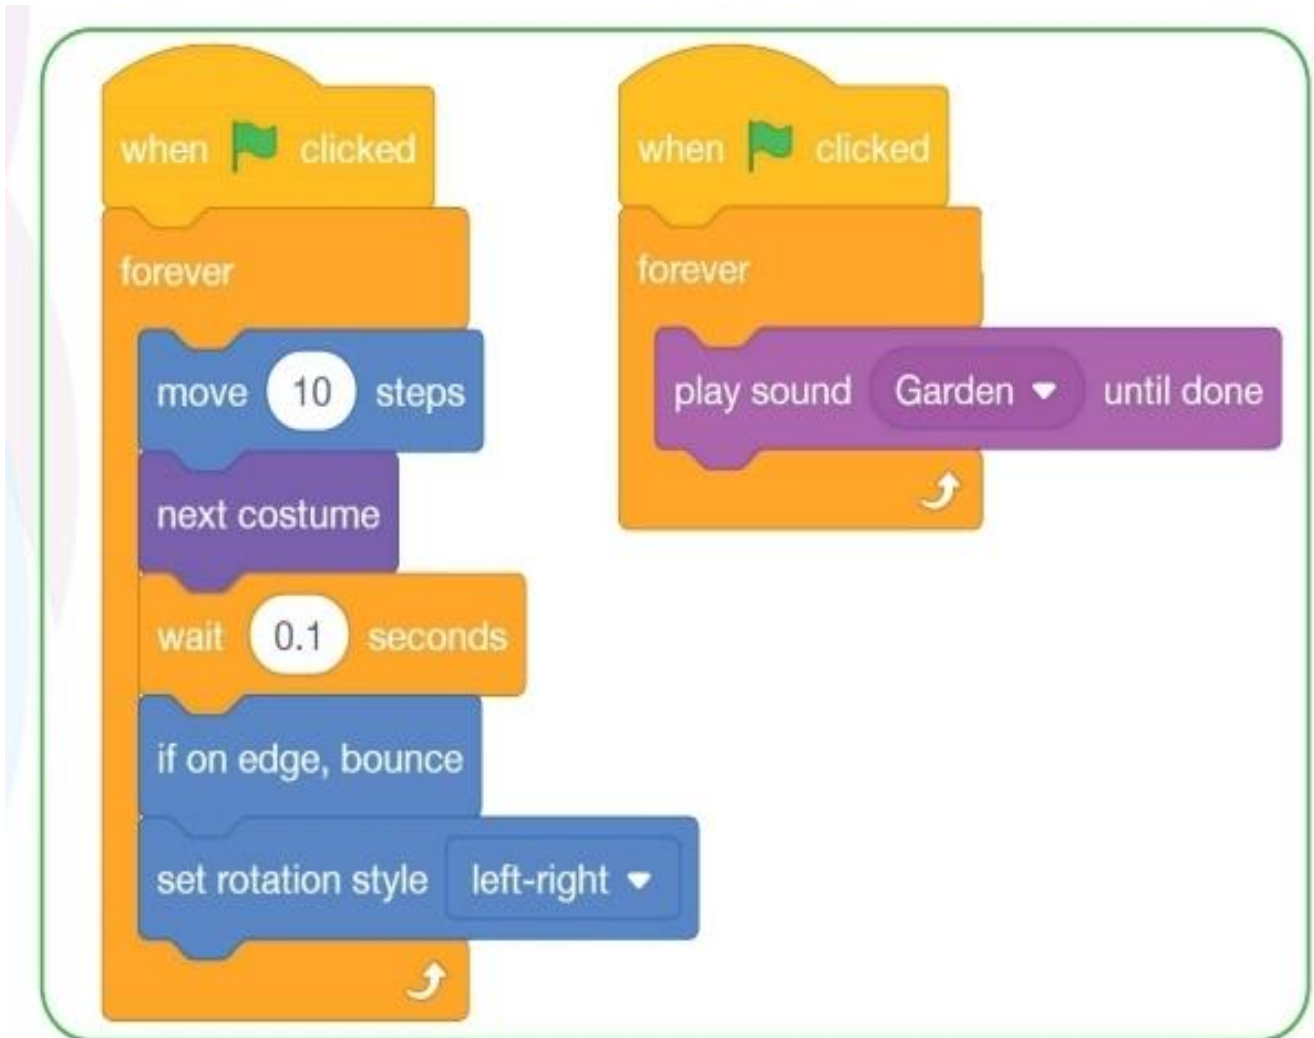 when clicked
forever
move 10 steps
next costume
wait 0.1 seconds
if on edge, bounce
set rotation style left-right
when clicked
forever
play sound Garden until done